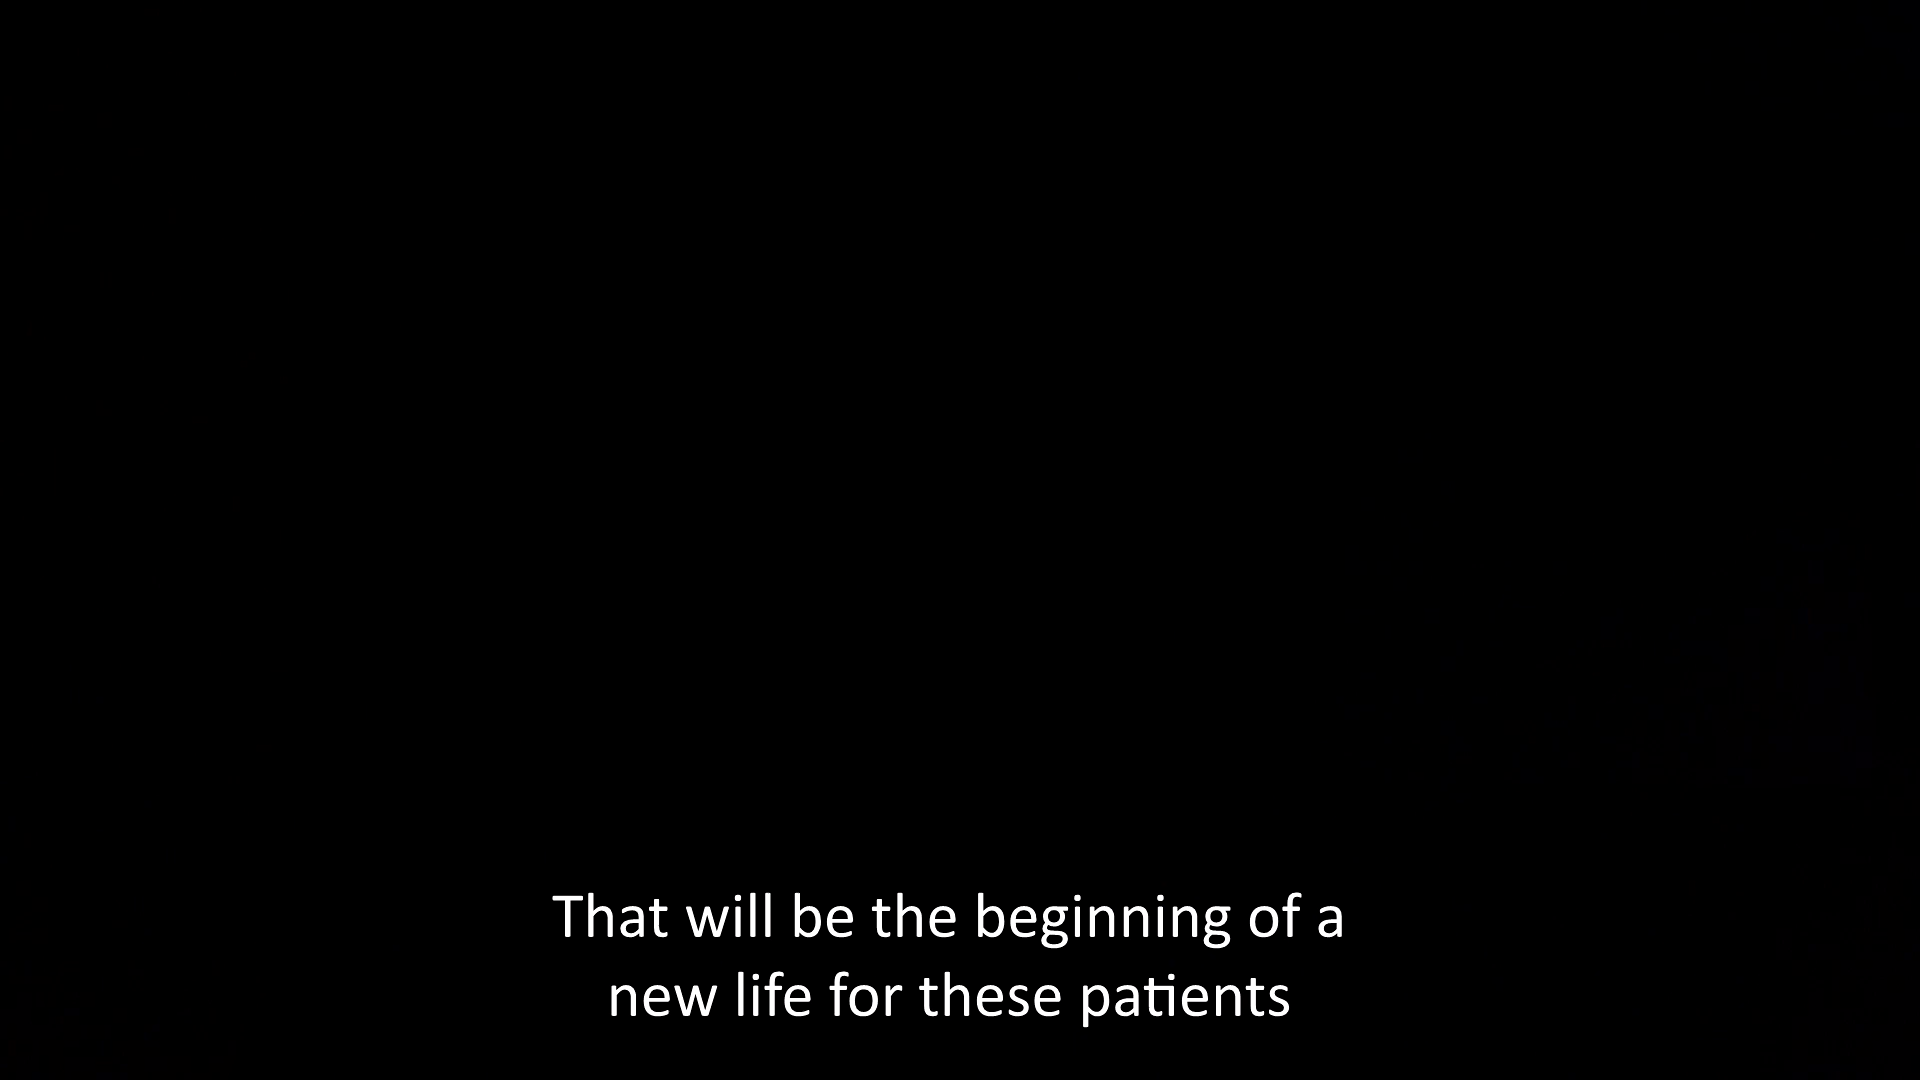 That will be the beginning of a
new life for these patients